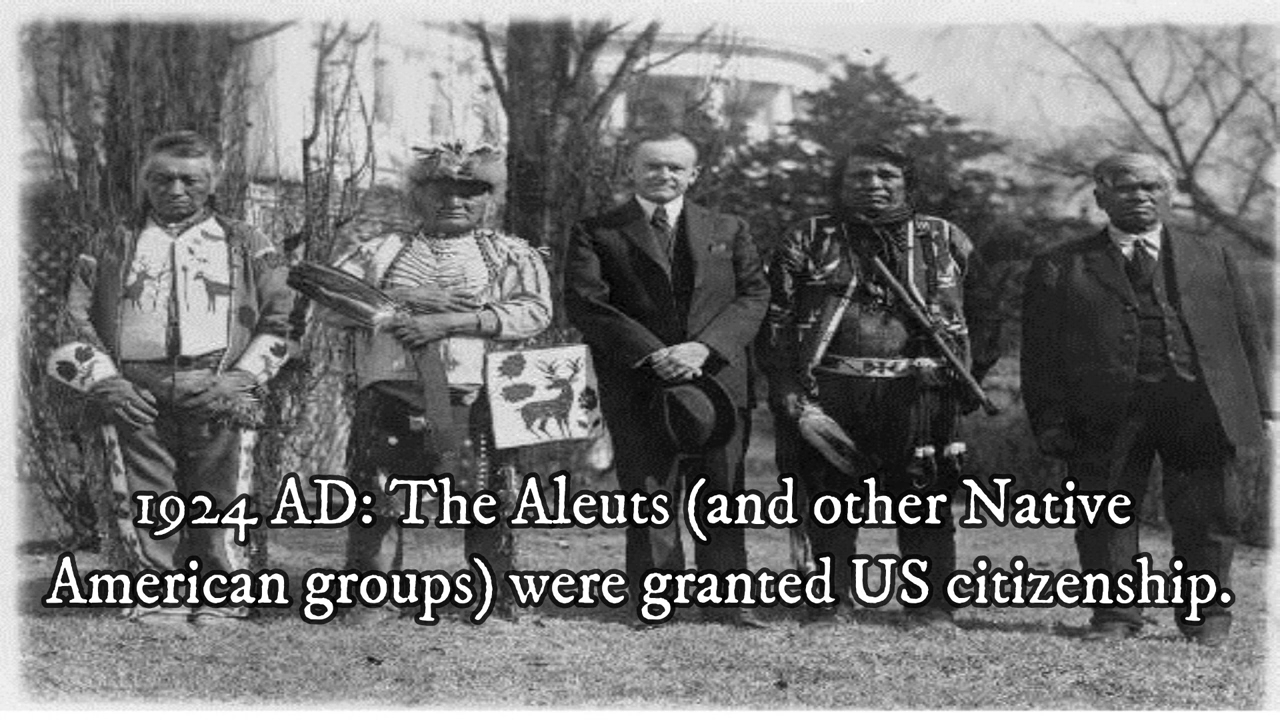 1924 AD: The Aleuts (and other Native
American groups) were granted US citizenship.